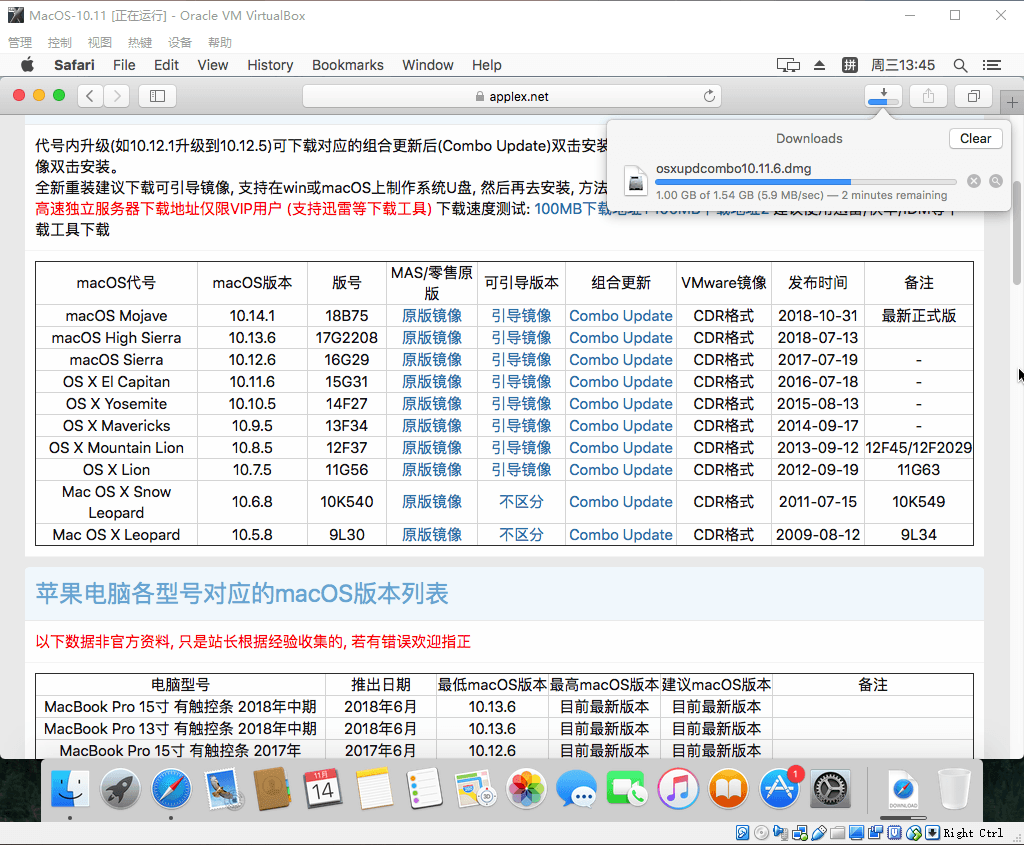 MacOS-10.11 [正在运行] - Oracle VM VirtualBox
管理 控制 视图 热键 设备 帮助
Safari File Edit View History Bookmarks Window Help 拼 周三13:45
applex.net
Downloads Clear
osxupdcombo10.11.6.dmg
1.00 GB of 1.54 GB (5.9 MB/sec) — 2 minutes remaining
代号内升级(如10.12.1升级到10.12.5)可下载对应的组合更新后(Combo Update)双击安装
像双击安装。
全新重装建议下载可引导镜像, 支持在win或macOS上制作系统U盘, 然后再去安装, 方法
高速独立服务器下载地址仅限VIP用户 (支持迅雷等下载工具) 下载速度测试: 100MB下载地址1 100MB下载地址2 建议使用迅雷/快车/IDM等下
载工具下载
macOS代号 macOS版本 版号 MAS/零售原版 可引导版本 组合更新 VMware镜像 发布时间 备注
macOS Mojave 10.14.1 18B75 原版镜像 引导镜像 Combo Update CDR格式 2018-10-31 最新正式版
macOS High Sierra 10.13.6 17G2208 原版镜像 引导镜像 Combo Update CDR格式 2018-07-13
macOS Sierra 10.12.6 16G29 原版镜像 引导镜像 Combo Update CDR格式 2017-07-19 -
OS X El Capitan 10.11.6 15G31 原版镜像 引导镜像 Combo Update CDR格式 2016-07-18 -
OS X Yosemite 10.10.5 14F27 原版镜像 引导镜像 Combo Update CDR格式 2015-08-13 -
OS X Mavericks 10.9.5 13F34 原版镜像 引导镜像 Combo Update CDR格式 2014-09-17 -
OS X Mountain Lion 10.8.5 12F37 原版镜像 引导镜像 Combo Update CDR格式 2013-09-12 12F45/12F2029
OS X Lion 10.7.5 11G56 原版镜像 引导镜像 Combo Update CDR格式 2012-09-19 11G63
Mac OS X Snow Leopard 10.6.8 10K540 原版镜像 不区分 Combo Update CDR格式 2011-07-15 10K549
Mac OS X Leopard 10.5.8 9L30 原版镜像 不区分 Combo Update CDR格式 2009-08-12 9L34
苹果电脑各型号对应的macOS版本列表
以下数据非官方资料, 只是站长根据经验收集的, 若有错误欢迎指正
电脑型号 推出日期 最低macOS版本 最高macOS版本 建议macOS版本 备注
MacBook Pro 15寸 有触控条 2018年中期 2018年6月 10.13.6 目前最新版本 目前最新版本
MacBook Pro 13寸 有触控条 2018年中期 2018年6月 10.13.6 目前最新版本 目前最新版本
MacBook Pro 15寸 有触控条 2017年 2017年6月 10.12.6 目前最新版本 目前最新版本
11月
14
1
DOWNLOAD
Right Ctrl